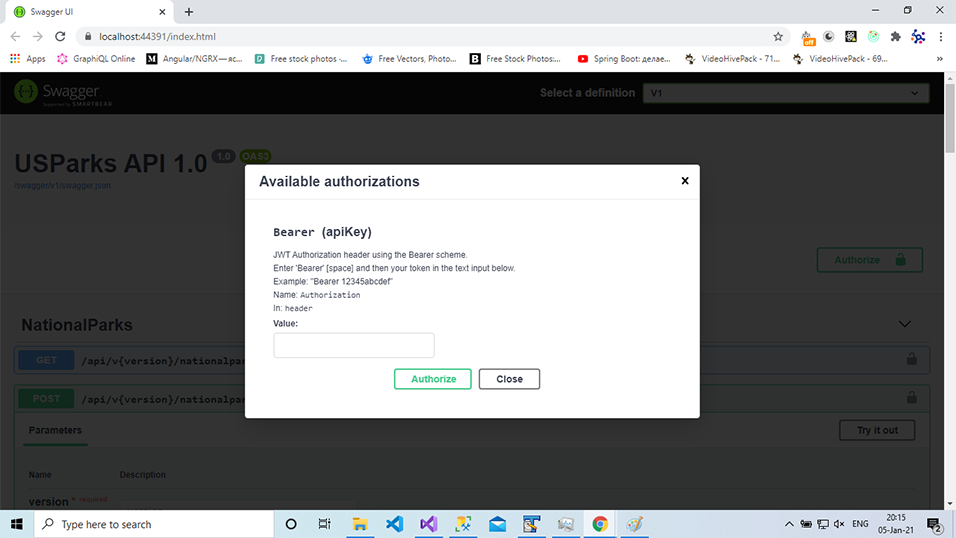 Swagger UI
localhost:44391/index.html
off
Apps
GraphiQL Online
Angular/NGRX — яс...
Free stock photos -...
Free Vectors, Photo...
Free Stock Photos:...
Spring Boot: делае...
VideoHivePack - 71...
VideoHivePack - 69...
»
Swagger
Supported by SMARTBEAR
Select a definition
V1
USParks API 1.0
1.0
OAS3
/swagger/v1/swagger.json
Available authorizations
Bearer (apiKey)
JWT Authorization header using the Bearer scheme.
Enter 'Bearer' [space] and then your token in the text input below.
Example: "Bearer 12345abcdef"
Name: Authorization
In: header
Value:
Authorize
Close
Authorize
NationalParks
GET
/api/v{version}/nationalpar
POST
/api/v{version}/nationalpar
Parameters
Try it out
Name
Description
version * required
Type here to search
ENG
20:15
05-Jan-21
2